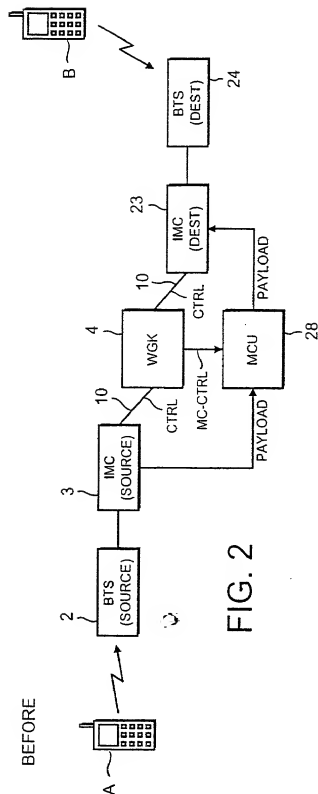 BEFORE
A
2
BTS
(SOURCE)
3
IMC
(SOURCE)
10
CTRL
4
WGK
10
CTRL
23
IMC
(DEST)
BTS
(DEST)
24
B
MC-CTRL
PAYLOAD
MCU
28
PAYLOAD
FIG. 2